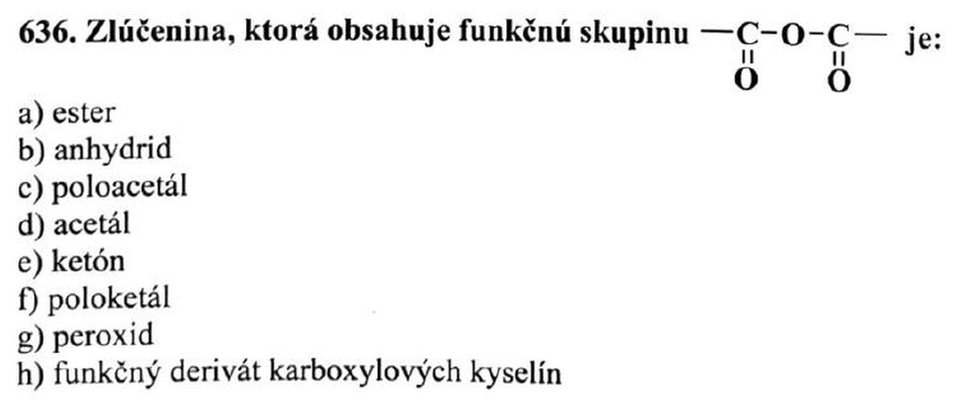 636. Zlúčenina, ktorá obsahuje funkčnú skupinu —C-O-C— je:
O O
a) ester
b) anhydrid
c) poloacetál
d) acetál
e) ketón
f) poloketál
g) peroxid
h) funkčný derivát karboxylových kyselín